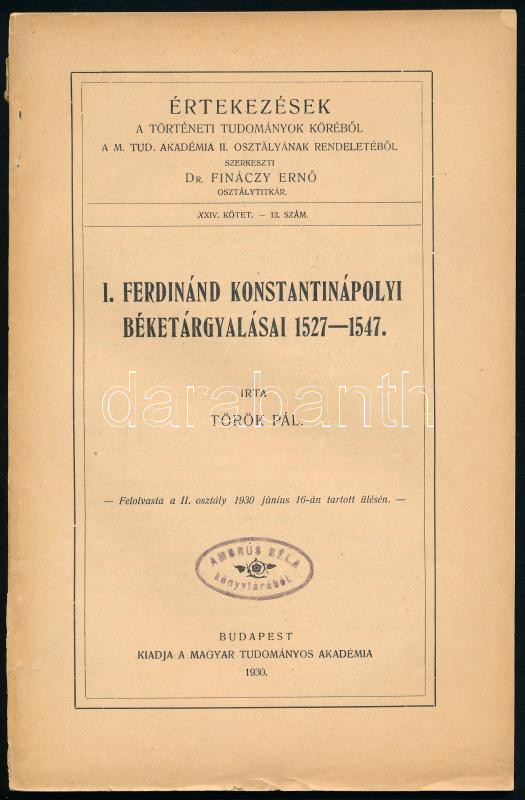 ÉRTEKEZÉSEK
A TÖRTÉNETI TUDOMÁNYOK KÖRÉBŐL
A M. TUD. AKADÉMIA II. OSZTÁLYÁNAK RENDELETÉBŐL
SZERKESZTI
DR. FINÁCZY ERNŐ
OSZTÁLYTITKÁR.
XXIV. KÖTET. — 12. SZÁM.
I. FERDINÁND KONSTANTINÁPOLYI
BÉKETÁRGYALÁSAI 1527—1547.
IRTA
darabanth
TÖRÖK PÁL.
— Felolvasta a II. osztály 1930 június 16-án tartott ülésén. —
AMBRUS BÉLA
könyvtárából
BUDAPEST
KIADJA A MAGYAR TUDOMÁNYOS AKADÉMIA
1930.